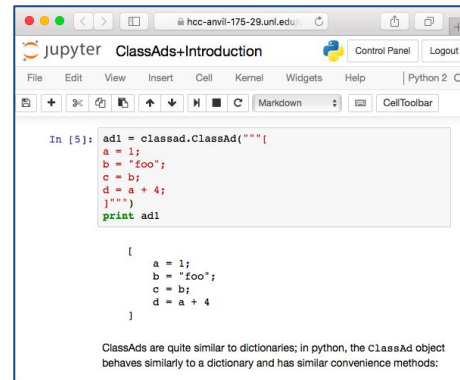 hcc-anvil-175-29.unl.edu
jupyter ClassAds+Introduction
Control Panel
Logout
File Edit View Insert Cell Kernel Widgets Help
Python 2
Markdown
CellToolbar
In [5]: ad1 = classad.ClassAd("""[
a = 1;
b = "foo";
c = b;
d = a + 4;
]""")
print ad1
[
a = 1;
b = "foo";
c = b;
d = a + 4
]
ClassAds are quite similar to dictionaries; in python, the ClassAd object
behaves similarly to a dictionary and has similar convenience methods: